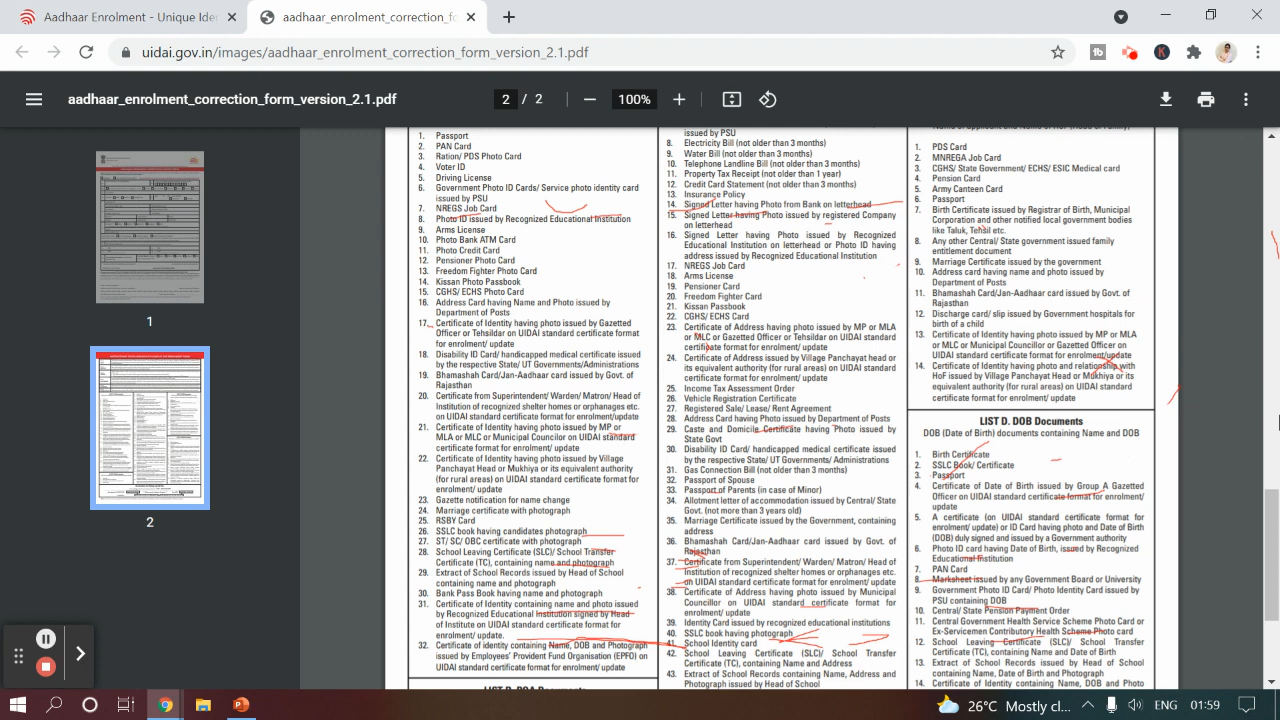 Aadhaar Enrolment - Unique Iden
aadhaar_enrolment_correction_fo
uidai.gov.in/images/aadhaar_enrolment_correction_form_version_2.1.pdf
aadhaar_enrolment_correction_form_version_2.1.pdf
2 / 2
100%
1
2
1. Passport
2. PAN Card
3. Ration/ PDS Photo Card
4. Voter ID
5. Driving License
6. Government Photo ID Cards/ Service photo identity card
issued by PSU
7. NREGS Job Card
8. Photo ID issued by Recognized Educational Institution
Arms License
10. Photo Bank ATM Card
11. Photo Credit Card
12. Pensioner Photo Card
13. Freedom Fighter Photo Card
14. Kissan Photo Passbook
15. CGHS/ ECHS Photo Card
16. Address Card having Name and Photo issued by
Department of Posts
17. Certificate of Identity having photo issued by Gazetted
Officer or Tehsildar on UIDAI standard certificate format
for enrolment/ update
18. Disability ID Card/ handicapped medical certificate issued
by the respective State/ UT Governments/Administrations
19. Bhamashah Card/Jan-Aadhaar card issued by Govt. of
Rajasthan
20. Certificate from Superintendent/ Warden/ Matron/ Head of
Institution of recognized shelter homes or orphanages etc.
on UIDAI standard certificate format for enrolment/update
21. Certificate of Identity having photo issued by MP or
MLA or MLC or Municipal Councilor on UIDAI standard
certificate format for enrolment/ update
22. Certificate of Identity having photo issued by Village
Panchayat Head or Mukhiya or its equivalent authority
(for rural areas) on UIDAI standard certificate format for
enrolment/ update
23. Gazette notification for name change
24. Marriage certificate with photograph
25. RSBY Card
26. SSLC book having candidates photograph
27. ST/ SC/ OBC certificate with photograph
28. School Leaving Certificate (SLC)/ School Transfer
Certificate (TC), containing name and photograph
29. Extract of School Records issued by Head of School
containing name and photograph
30. Bank Pass Book having name and photograph
31. Certificate of Identity containing name and photo issued
by Recognized Educational Institution signed by Head
of Institute on UIDAI standard certificate format for
enrolment/ update.
32. Certificate of identity containing Name, DOB and Photograph
issued by Employees' Provident Fund Organisation (EPFO) on
UIDAI standard certificate format for enrolment/ update
issued by PSU
8. Electricity Bill (not older than 3 months)
9. Water Bill (not older than 3 months)
10. Telephone Landline Bill (not older than 3 months)
11. Property Tax Receipt (not older than 1 year)
12. Credit Card Statement (not older than 3 months)
13. Insurance Policy
14. Signed Letter having Photo from Bank on letterhead
15. Signed Letter having Photo issued by registered Company
on letterhead
16. Signed Letter having Photo issued by Recognized
Educational Institution on letterhead or Photo ID having
address issued by Recognized Educational Institution
17. NREGS Job Card
18. Arms License
19. Pensioner Card
20. Freedom Fighter Card
21. Kissan Passbook
22. CGHS/ ECHS Card
23. Certificate of Address having photo issued by MP or MLA
or MLC or Gazetted Officer or Tehsildar on UIDAI standard
certificate format for enrolment/ update
24. Certificate of Address issued by Village Panchayat head or
its equivalent authority (for rural areas) on UIDAI standard
certificate format for enrolment/ update
25. Income Tax Assessment Order
26. Vehicle Registration Certificate
27. Registered Sale/ Lease/ Rent Agreement
28. Address Card having Photo issued by Department of Posts
29. Caste and Domicile Certificate having Photo issued by
State Govt
30. Disability ID Card/ handicapped medical certificate issued
by the respective State/ UT Governments/ Administrations
31. Gas Connection Bill (not older than 3 months)
32. Passport of Spouse
33. Passport of Parents (in case of Minor)
34. Allotment letter of accommodation issued by Central/ State
Govt. (not more than 3 years old)
35. Marriage Certificate issued by the Government, containing
address
36. Bhamashah Card/Jan-Aadhaar card issued by Govt. of
Rajasthan
37. Certificate from Superintendent/ Warden/ Matron/ Head of
Institution of recognized shelter homes or orphanages etc.
on UIDAI standard certificate format for enrolment/ update
38. Certificate of Address having photo issued by Municipal
Councillor on UIDAI standard certificate format for
enrolment/ update
39. Identity Card issued by recognized educational institutions
40. SSLC book having photograph
41. School Identity card
42. School Leaving Certificate (SLC)/ School Transfer
Certificate (TC), containing Name and Address
43. Extract of School Records containing Name, Address and
Photograph issued by Head of School
1. PDS Card
2. MNREGA Job Card
3. CGHS/ State Government/ ECHS/ ESIC Medical card
4. Pension Card
5. Army Canteen Card
6. Passport
7. Birth Certificate issued by Registrar of Birth, Municipal
Corporation and other notified local government bodies
like Taluk, Tehsil etc.
8. Any other Central/ State government issued family
entitlement document
9. Marriage Certificate issued by the government
10. Address card having name and photo issued by
Department of Posts
11. Bhamashah Card/Jan-Aadhaar card issued by Govt. of
Rajasthan
12. Discharge card/ slip issued by Government hospitals for
birth of a child
13. Certificate of Identity having photo issued by MP or MLA
or MLC or Municipal Councillor or Gazetted Officer on
UIDAI standard certificate format for enrolment/update
14. Certificate of Identity having photo and relationship with
HoF issued by Village Panchayat Head or Mukhiya or its
equivalent authority (for rural areas) on UIDAI standard
certificate format for enrolment/ update
LIST D. DOB Documents
DOB (Date of Birth) documents containing Name and DOB
1. Birth Certificate
2. SSLC Book/ Certificate
3. Passport
4. Certificate of Date of Birth issued by Group A Gazetted
Officer on UIDAI standard certificate format for enrolment/
update
5. A certificate (on UIDAI standard certificate format for
enrolment/ update) or ID Card having photo and Date of Birth
(DOB) duly signed and issued by a Government authority
6. Photo ID card having Date of Birth, issued by Recognized
Educational Institution
7. PAN Card
8. Marksheet issued by any Government Board or University
9. Government Photo ID Card/ Photo Identity Card issued by
PSU containing DOB
10. Central/ State Pension Payment Order
11. Central Government Health Service Scheme Photo Card or
Ex-Servicemen Contributory Health Scheme Photo card
12. School Leaving Certificate (SLC)/ School Transfer
Certificate (TC), containing Name and Date of Birth
13. Extract of School Records issued by Head of School
containing Name, Date of Birth and Photograph
14. Certificate of Identity containing Name, DOB and Photo
26°C Mostly cl...
ENG
01:59